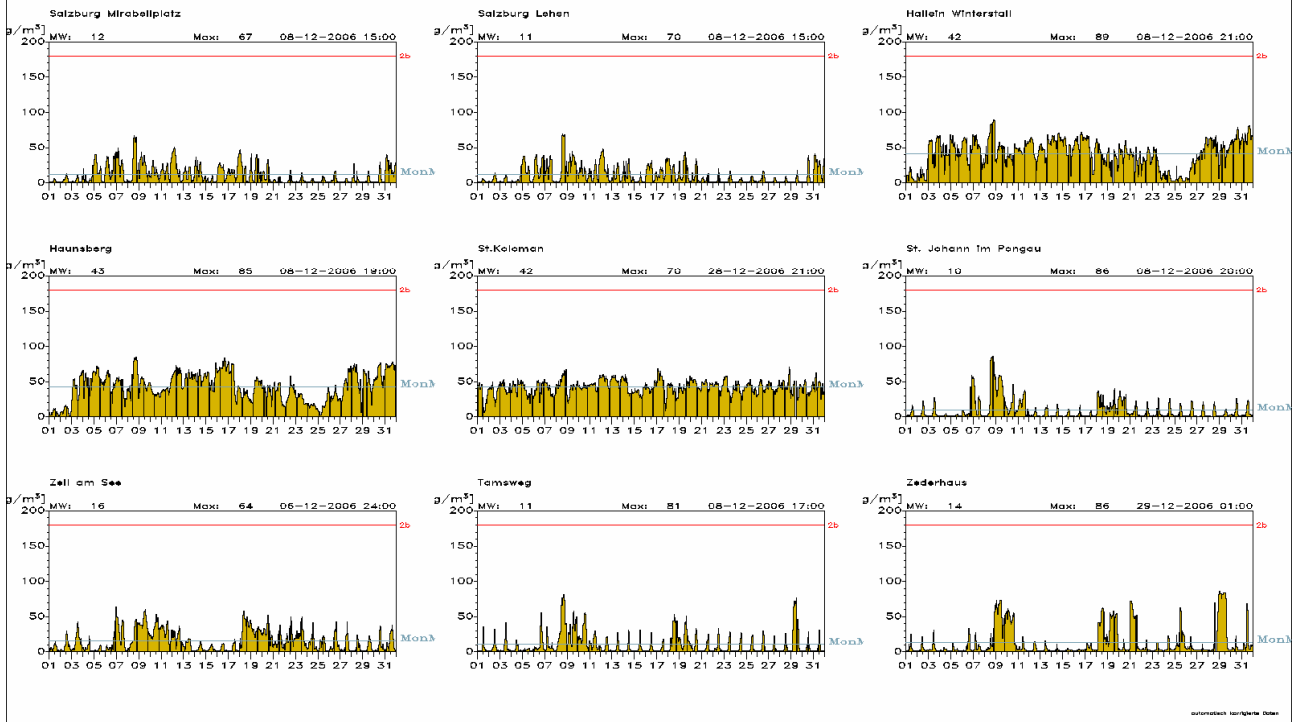 Salzburg Mirabellplatz
g/m³]
MW: 12 Max: 67 08-12-2006 15:00
200
2b
150
100
50
MonM
0
01 03 05 07 09 11 13 15 17 19 21 23 25 27 29 31
Salzburg Lehen
g/m³]
MW: 11 Max: 70 08-12-2006 15:00
200
2b
150
100
50
MonM
0
01 03 05 07 09 11 13 15 17 19 21 23 25 27 29 31
Hallein Winterstall
g/m³]
MW: 42 Max: 89 08-12-2006 21:00
200
2b
150
100
50
MonM
0
01 03 05 07 09 11 13 15 17 19 21 23 25 27 29 31
Haunsberg
g/m³]
MW: 43 Max: 85 08-12-2006 18:00
200
2b
150
100
50
MonM
0
01 03 05 07 09 11 13 15 17 19 21 23 25 27 29 31
St.Koloman
g/m³]
MW: 42 Max: 70 28-12-2006 21:00
200
2b
150
100
50
MonM
0
01 03 05 07 09 11 13 15 17 19 21 23 25 27 29 31
St. Johann im Pongau
g/m³]
MW: 10 Max: 86 08-12-2006 20:00
200
2b
150
100
50
MonM
0
01 03 05 07 09 11 13 15 17 19 21 23 25 27 29 31
Zell am See
g/m³]
MW: 16 Max: 64 06-12-2006 24:00
200
2b
150
100
50
MonM
0
01 03 05 07 09 11 13 15 17 19 21 23 25 27 29 31
Tamsweg
g/m³]
MW: 11 Max: 81 08-12-2006 17:00
200
2b
150
100
50
MonM
0
01 03 05 07 09 11 13 15 17 19 21 23 25 27 29 31
Zederhaus
g/m³]
MW: 14 Max: 86 29-12-2006 01:00
200
2b
150
100
50
MonM
0
01 03 05 07 09 11 13 15 17 19 21 23 25 27 29 31
automatisch korrigierte Daten